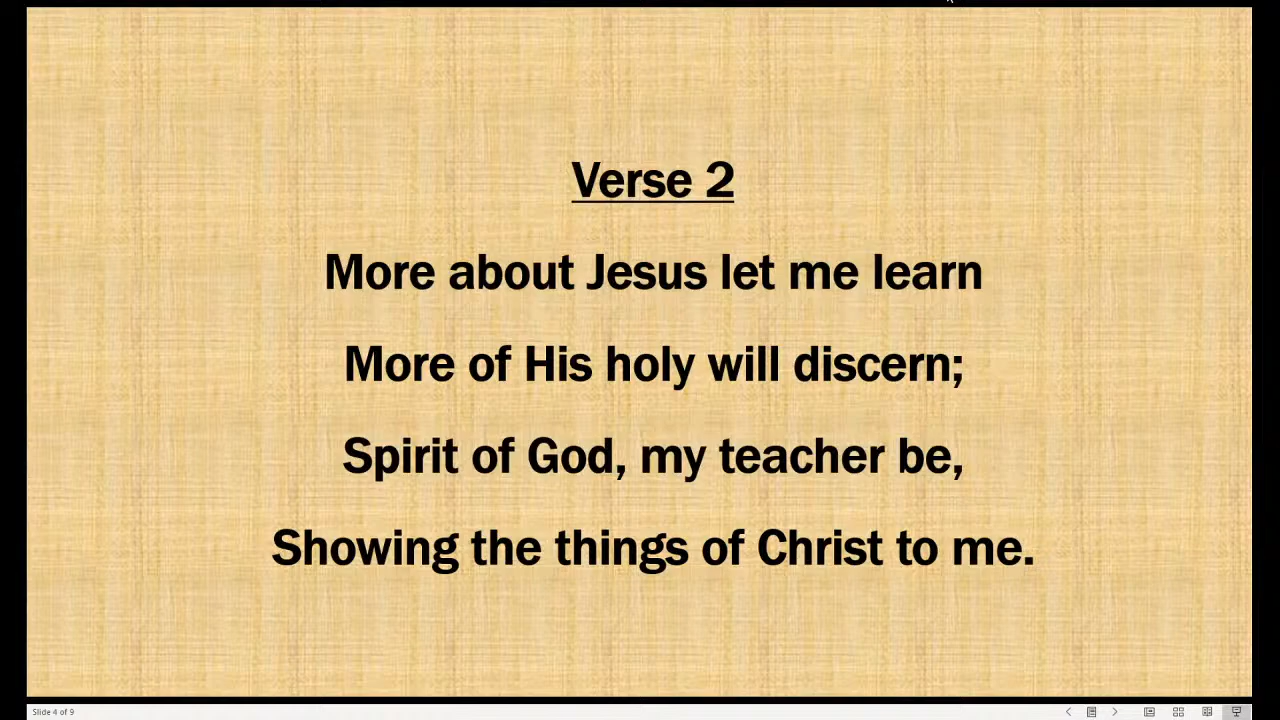 Verse 2
More about Jesus let me learn
More of His holy will discern;
Spirit of God, my teacher be,
Showing the things of Christ to me.
Slide 4 of 9